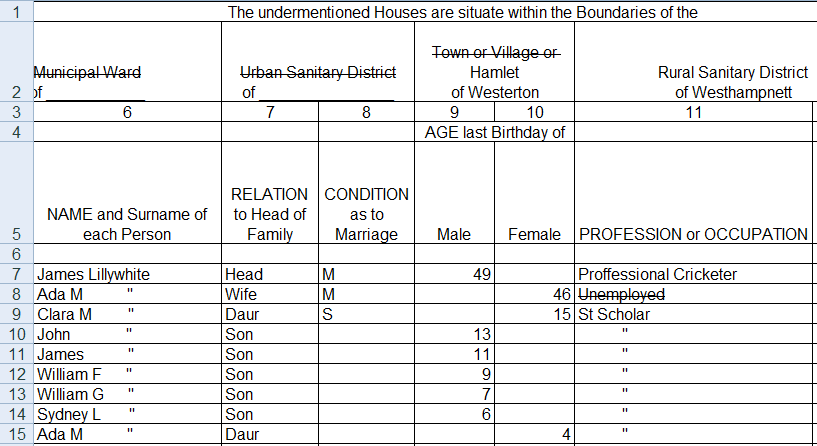 1 The undermentioned Houses are situate within the Boundaries of the
Town or Village or
Municipal Ward Urban Sanitary District Hamlet Rural Sanitary District
2 of ____________ of ________________ of Westerton of Westhampnett
3 6 7 8 9 10 11
4 AGE last Birthday of
RELATION CONDITION
NAME and Surname of to Head of as to
5 each Person Family Marriage Male Female PROFESSION or OCCUPATION
6
7 James Lillywhite Head M 49 Proffessional Cricketer
8 Ada M " Wife M 46 Unemployed
9 Clara M " Daur S 15 St Scholar
10 John " Son 13 "
11 James " Son 11 "
12 William F " Son 9 "
13 William G " Son 7 "
14 Sydney L " Son 6 "
15 Ada M " Daur 4 "